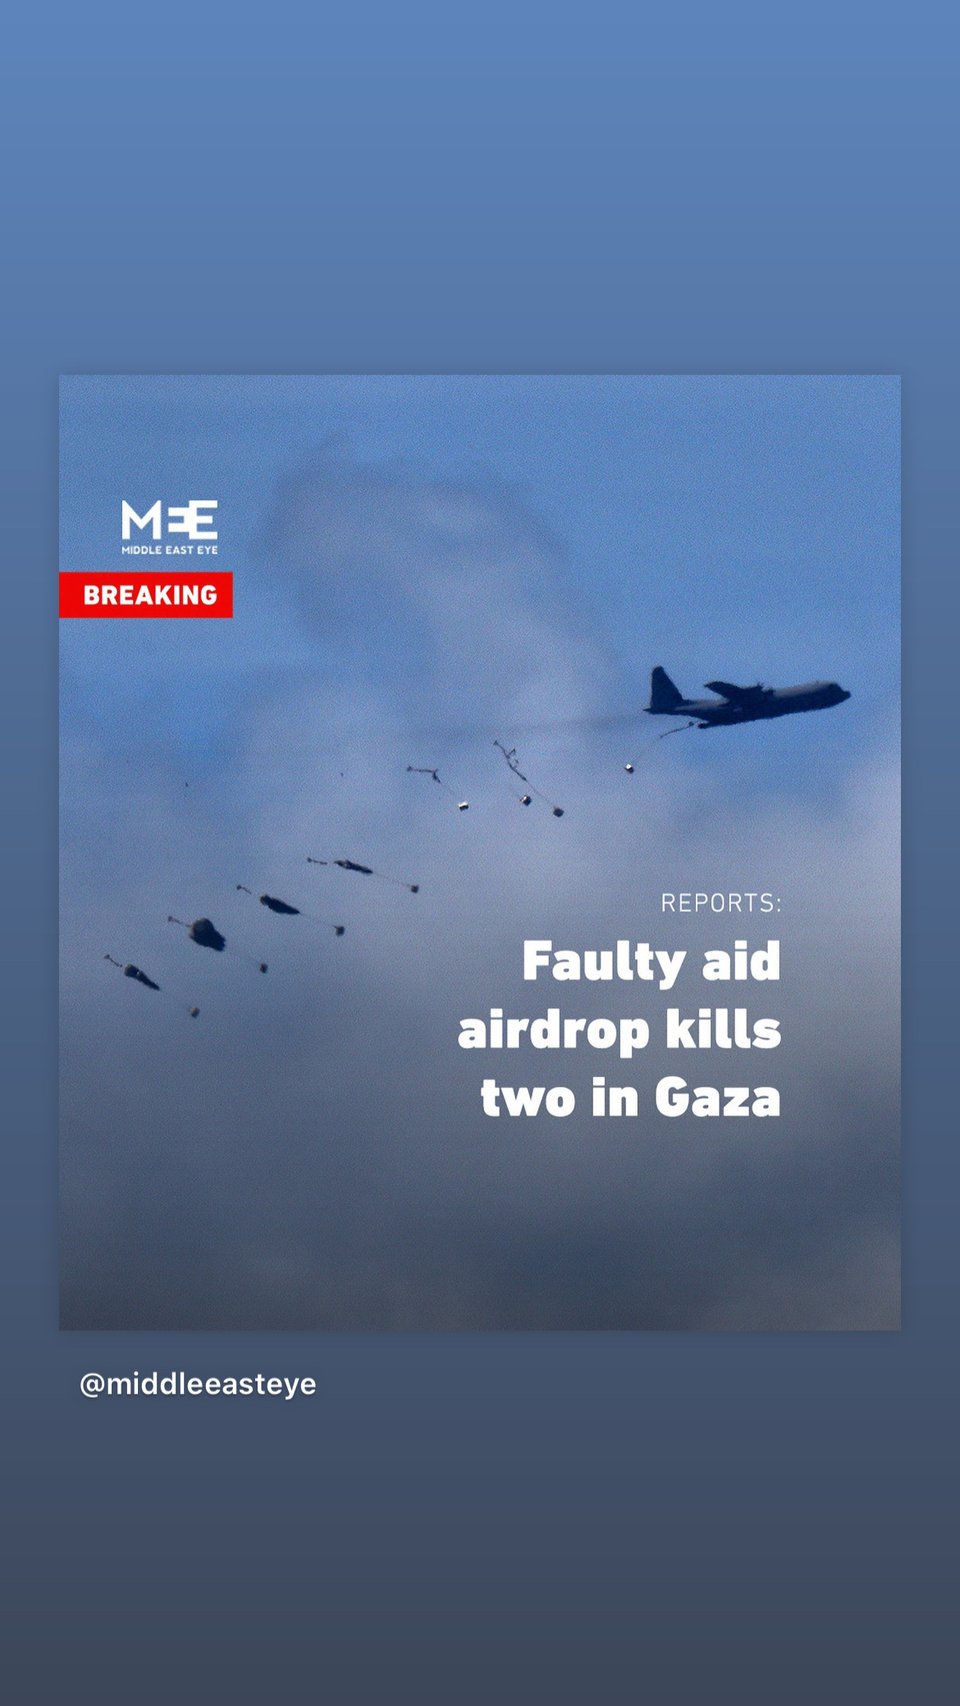 MEE
MIDDLE EAST EYE
BREAKING
REPORTS:
Faulty aid
airdrop kills
two in Gaza
@middleeasteye